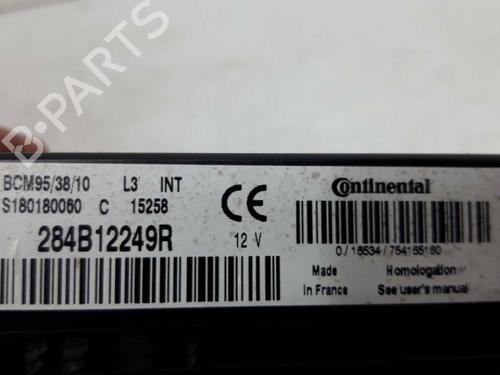 BCM95/38/10 L3 INT
S180180060 C 15258
284B12249R
CE
12 V
Continental
0 / 16534 / 754165160
Made in France
Homologation
See user's manual
B-Parts